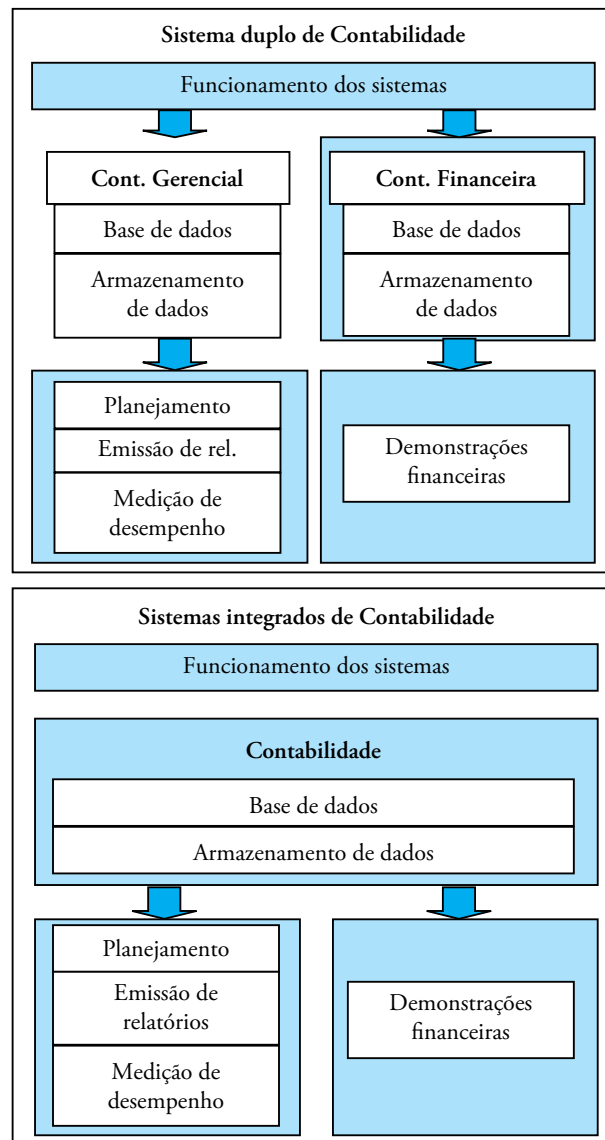 Sistema duplo de Contabilidade
Funcionamento dos sistemas
Cont. Gerencial
Base de dados
Armazenamento
de dados
Planejamento
Emissão de rel.
Medição de
desempenho
Cont. Financeira
Base de dados
Armazenamento
de dados
Demonstrações
financeiras
Sistemas integrados de Contabilidade
Funcionamento dos sistemas
Contabilidade
Base de dados
Armazenamento de dados
Planejamento
Emissão de
relatórios
Medição de
desempenho
Demonstrações
financeiras